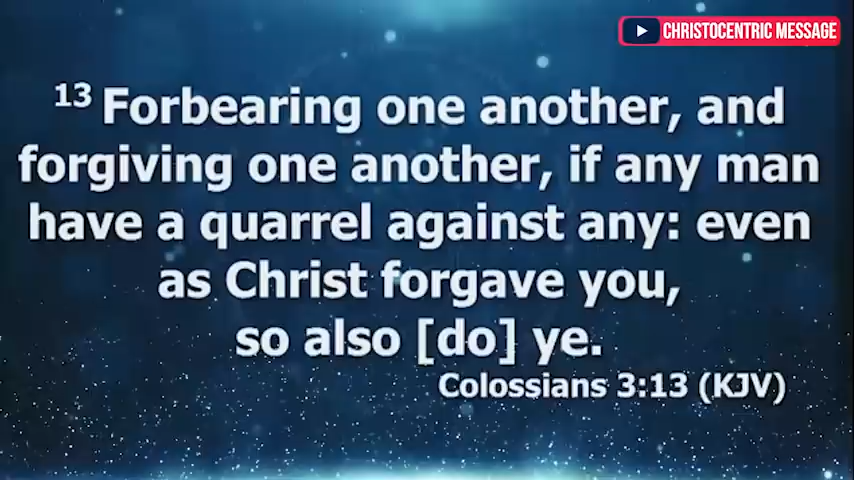 CHRISTOCENTRIC MESSAGE
13 Forbearing one another, and
forgiving one another, if any man
have a quarrel against any: even
as Christ forgave you,
so also [do] ye.
Colossians 3:13 (KJV)